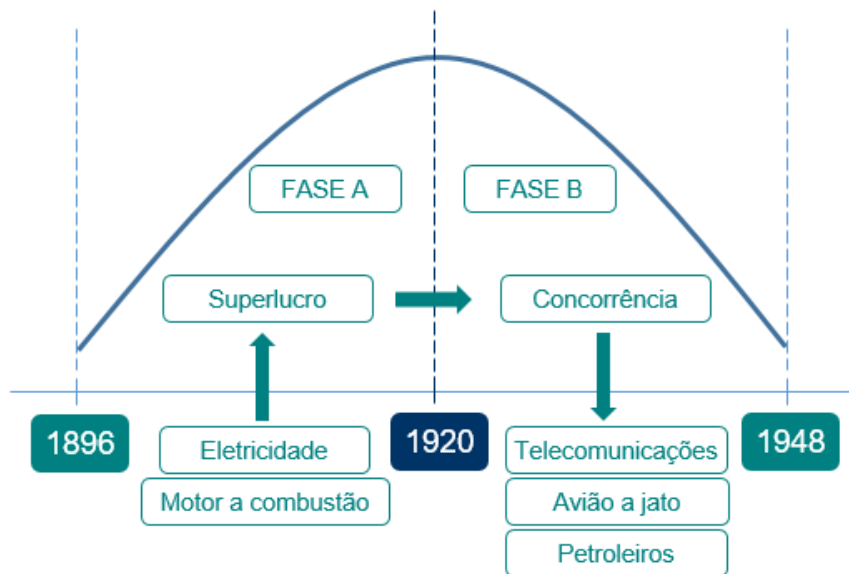 FASE A
FASE B
Superlucro
Concorrência
1896
1920
1948
Eletricidade
Motor a combustão
Telecomunicações
Avião a jato
Petroleiros